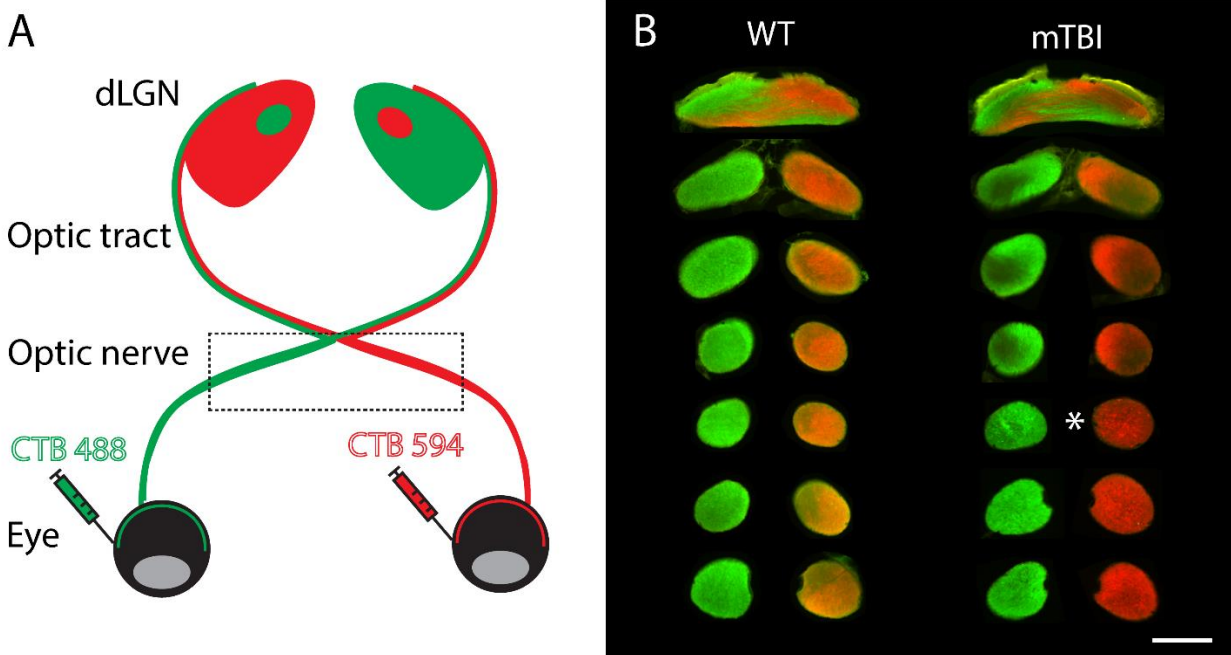 A
dLGN
Optic tract
Optic nerve
CTB 488
CTB 594
Eye
B
WT
mTBI
*